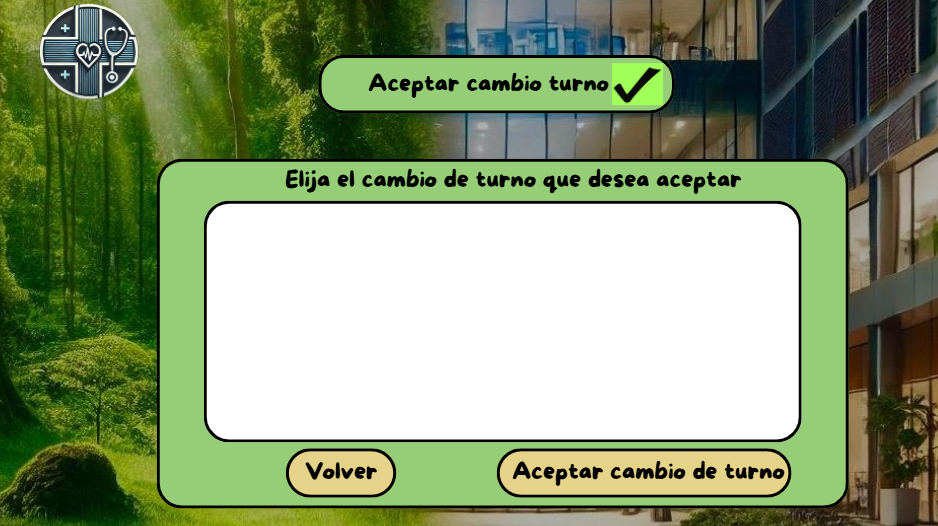 Aceptar cambio turno
Elija el cambio de turno que desea aceptar
Volver
Aceptar cambio de turno